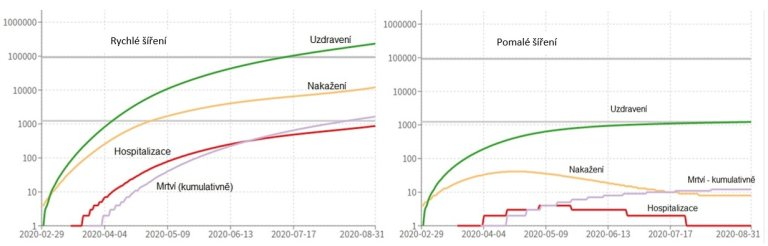 Rychlé šíření
Uzdravení
Nakažení
Hospitalizace
Mrtví (kumulativně)
1000000
100000
10000
1000
100
10
1
2020-02-29 2020-04-04 2020-05-09 2020-06-13 2020-07-17 2020-08-31
Pomalé šíření
Uzdravení
Nakažení
Mrtví - kumulativně
Hospitalizace
1000000
100000
10000
1000
100
10
1
2020-02-29 2020-04-04 2020-05-09 2020-06-13 2020-07-17 2020-08-31